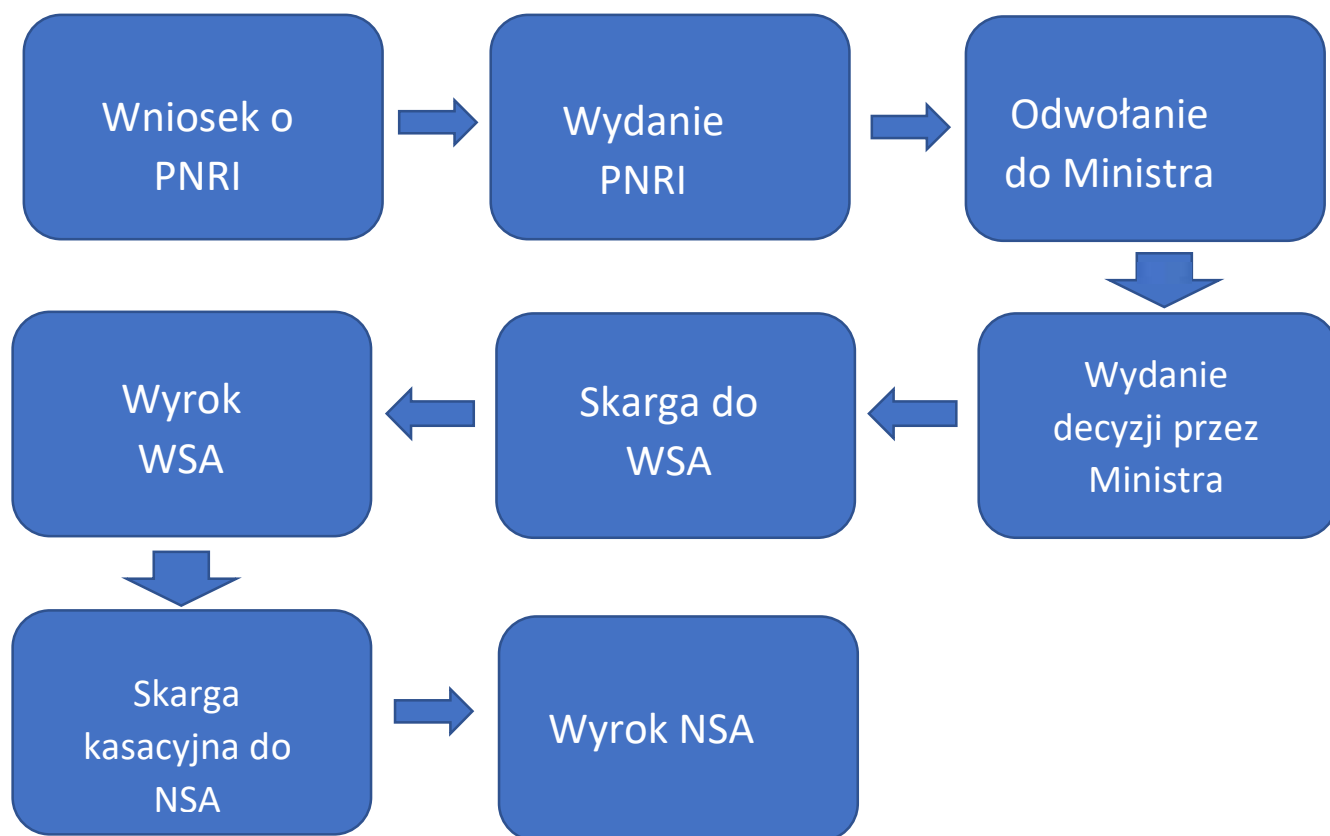 Wniosek o
PNRI
Wydanie
PNRI
Odwołanie
do Ministra
Wydanie
decyzji przez
Ministra
Skarga do
WSA
Wyrok
WSA
Skarga
kasacyjna do
NSA
Wyrok NSA